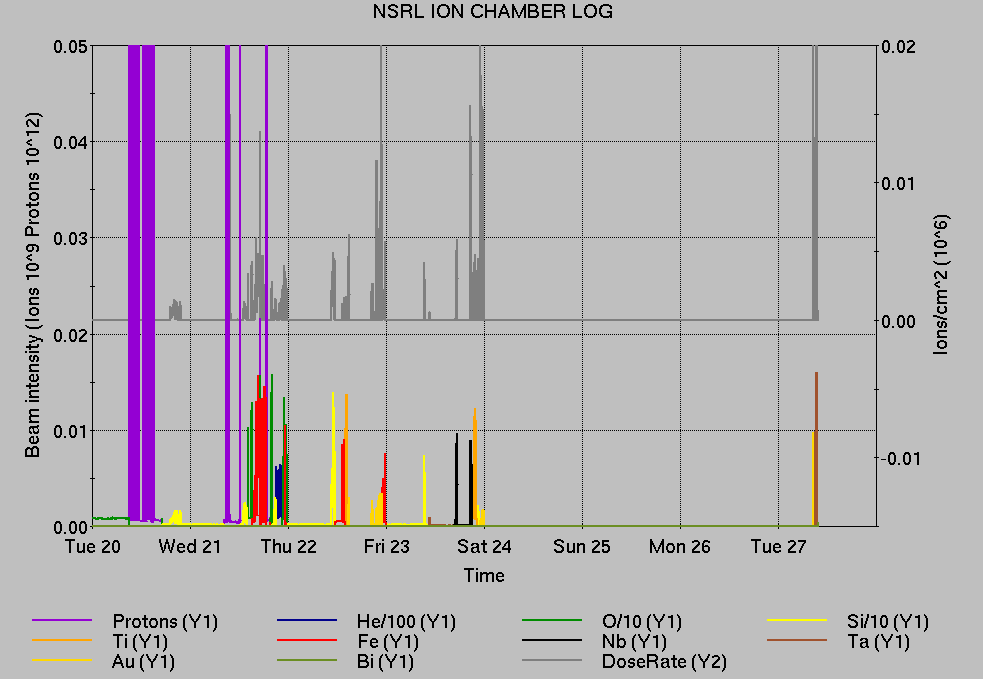 NSRL ION CHAMBER LOG
0.05 0.02
0.04
0.01
0.03
0.02 0.00
0.01
-0.01
0.00
Beam intensity (Ions 10^9 Protons 10^12)
Ions/cm^2 (10^6)
Tue 20 Wed 21 Thu 22 Fri 23 Sat 24 Sun 25 Mon 26 Tue 27
Time
Protons (Y1) He/100 (Y1) O/10 (Y1) Si/10 (Y1)
Ti (Y1) Fe (Y1) Nb (Y1) Ta (Y1)
Au (Y1) Bi (Y1) DoseRate (Y2)